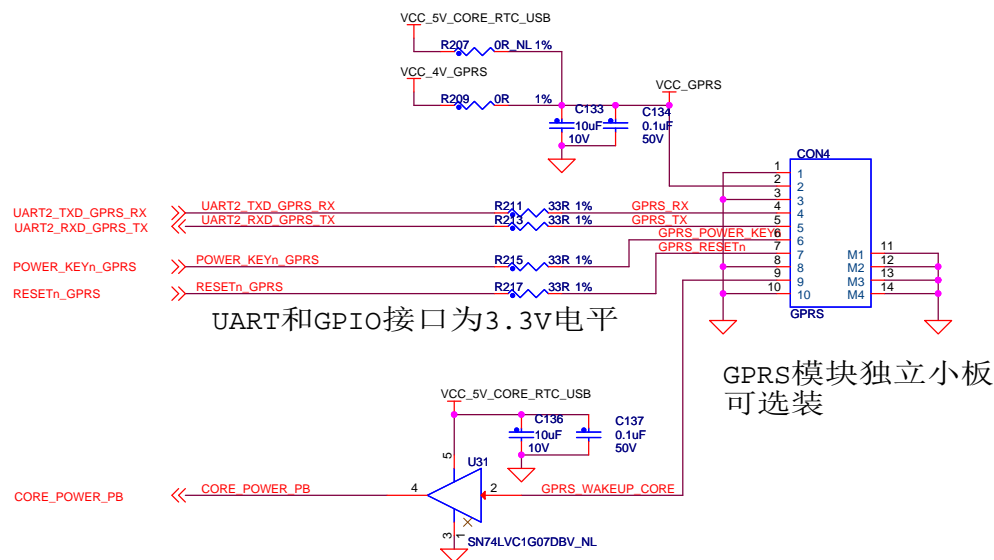 VCC_5V_CORE_RTC_USB
R207 0R_NL 1%
VCC_4V_GPRS
R209 0R 1%
VCC_GPRS
C133
10uF
10V
C134
0.1uF
50V
CON4
1 1
2 2
3 3
UART2_TXD_GPRS_RX UART2_TXD_GPRS_RX R211 33R 1% GPRS_RX 4 4
UART2_RXD_GPRS_TX UART2_RXD_GPRS_TX R213 33R 1% GPRS_TX 5 5
GPRS_POWER_KEYn 6 6
GPRS_RESETn 7 7
POWER_KEYn_GPRS POWER_KEYn_GPRS R215 33R 1% 8 8
9 9
RESETn_GPRS RESETn_GPRS R217 33R 1% 10 10
M1 11
M2 12
M3 13
M4 14
GPRS
UART和GPIO接口为3.3V电平
GPRS模块独立小板
可选装
VCC_5V_CORE_RTC_USB
C136
10uF
10V
C137
0.1uF
50V
5
U31
CORE_POWER_PB CORE_POWER_PB 4 2 GPRS_WAKEUP_CORE
3 1
SN74LVC1G07DBV_NL